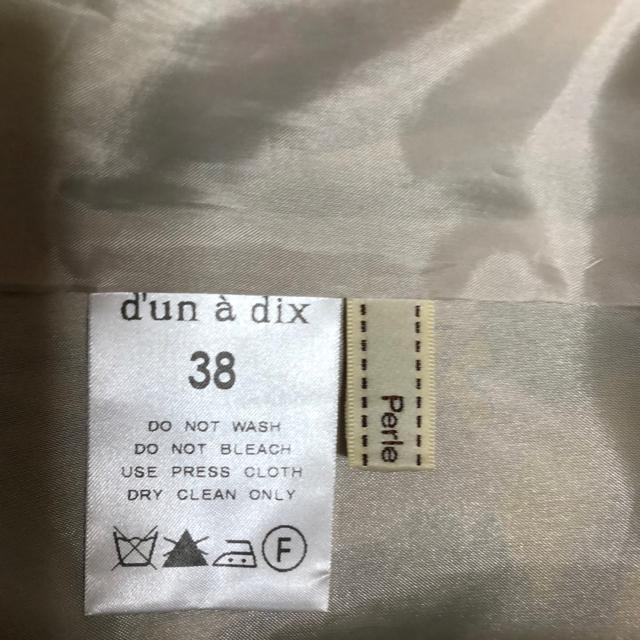 d'un à dix
38
DO NOT WASH
DO NOT BLEACH
USE PRESS CLOTH
DRY CLEAN ONLY
F
Perle